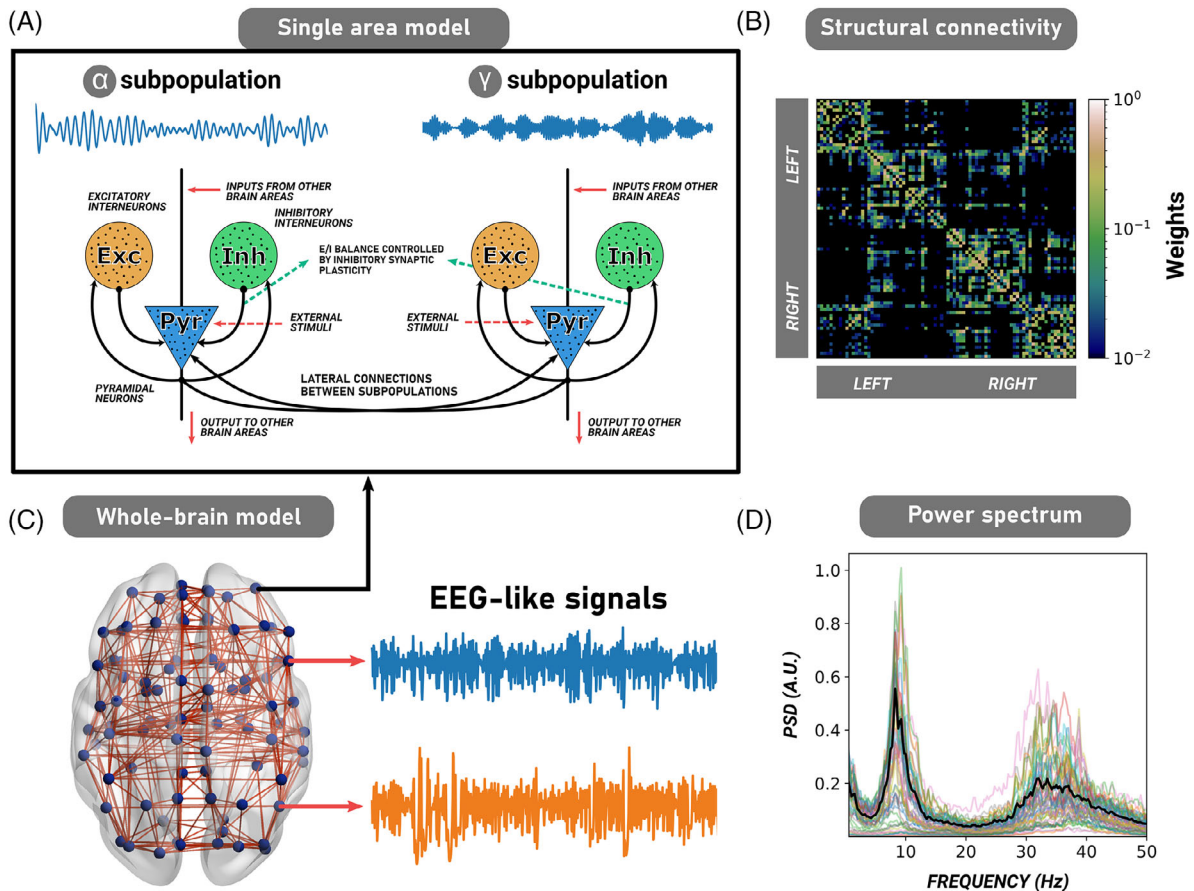 (A)
Single area model
α subpopulation
γ subpopulation
EXCITATORY
INTERNEURONS
INPUTS FROM OTHER
BRAIN AREAS
INHIBITORY
INTERNEURONS
Exc
Inh
E/I BALANCE CONTROLLED
BY INHIBITORY SYNAPTIC
PLASTICITY
INPUTS FROM OTHER
BRAIN AREAS
Exc
Inh
Pyr
EXTERNAL
STIMULI
EXTERNAL
STIMULI
Pyr
PYRAMIDAL
NEURONS
LATERAL CONNECTIONS
BETWEEN SUBPOPULATIONS
OUTPUT TO OTHER
BRAIN AREAS
OUTPUT TO OTHER
BRAIN AREAS
(B)
Structural connectivity
LEFT
RIGHT
LEFT
RIGHT
10⁰
10⁻¹
10⁻²
Weights
(C)
Whole-brain model
EEG-like signals
(D)
Power spectrum
PSD (A.U.)
1.0
0.8
0.6
0.4
0.2
10
20
30
40
50
FREQUENCY (Hz)